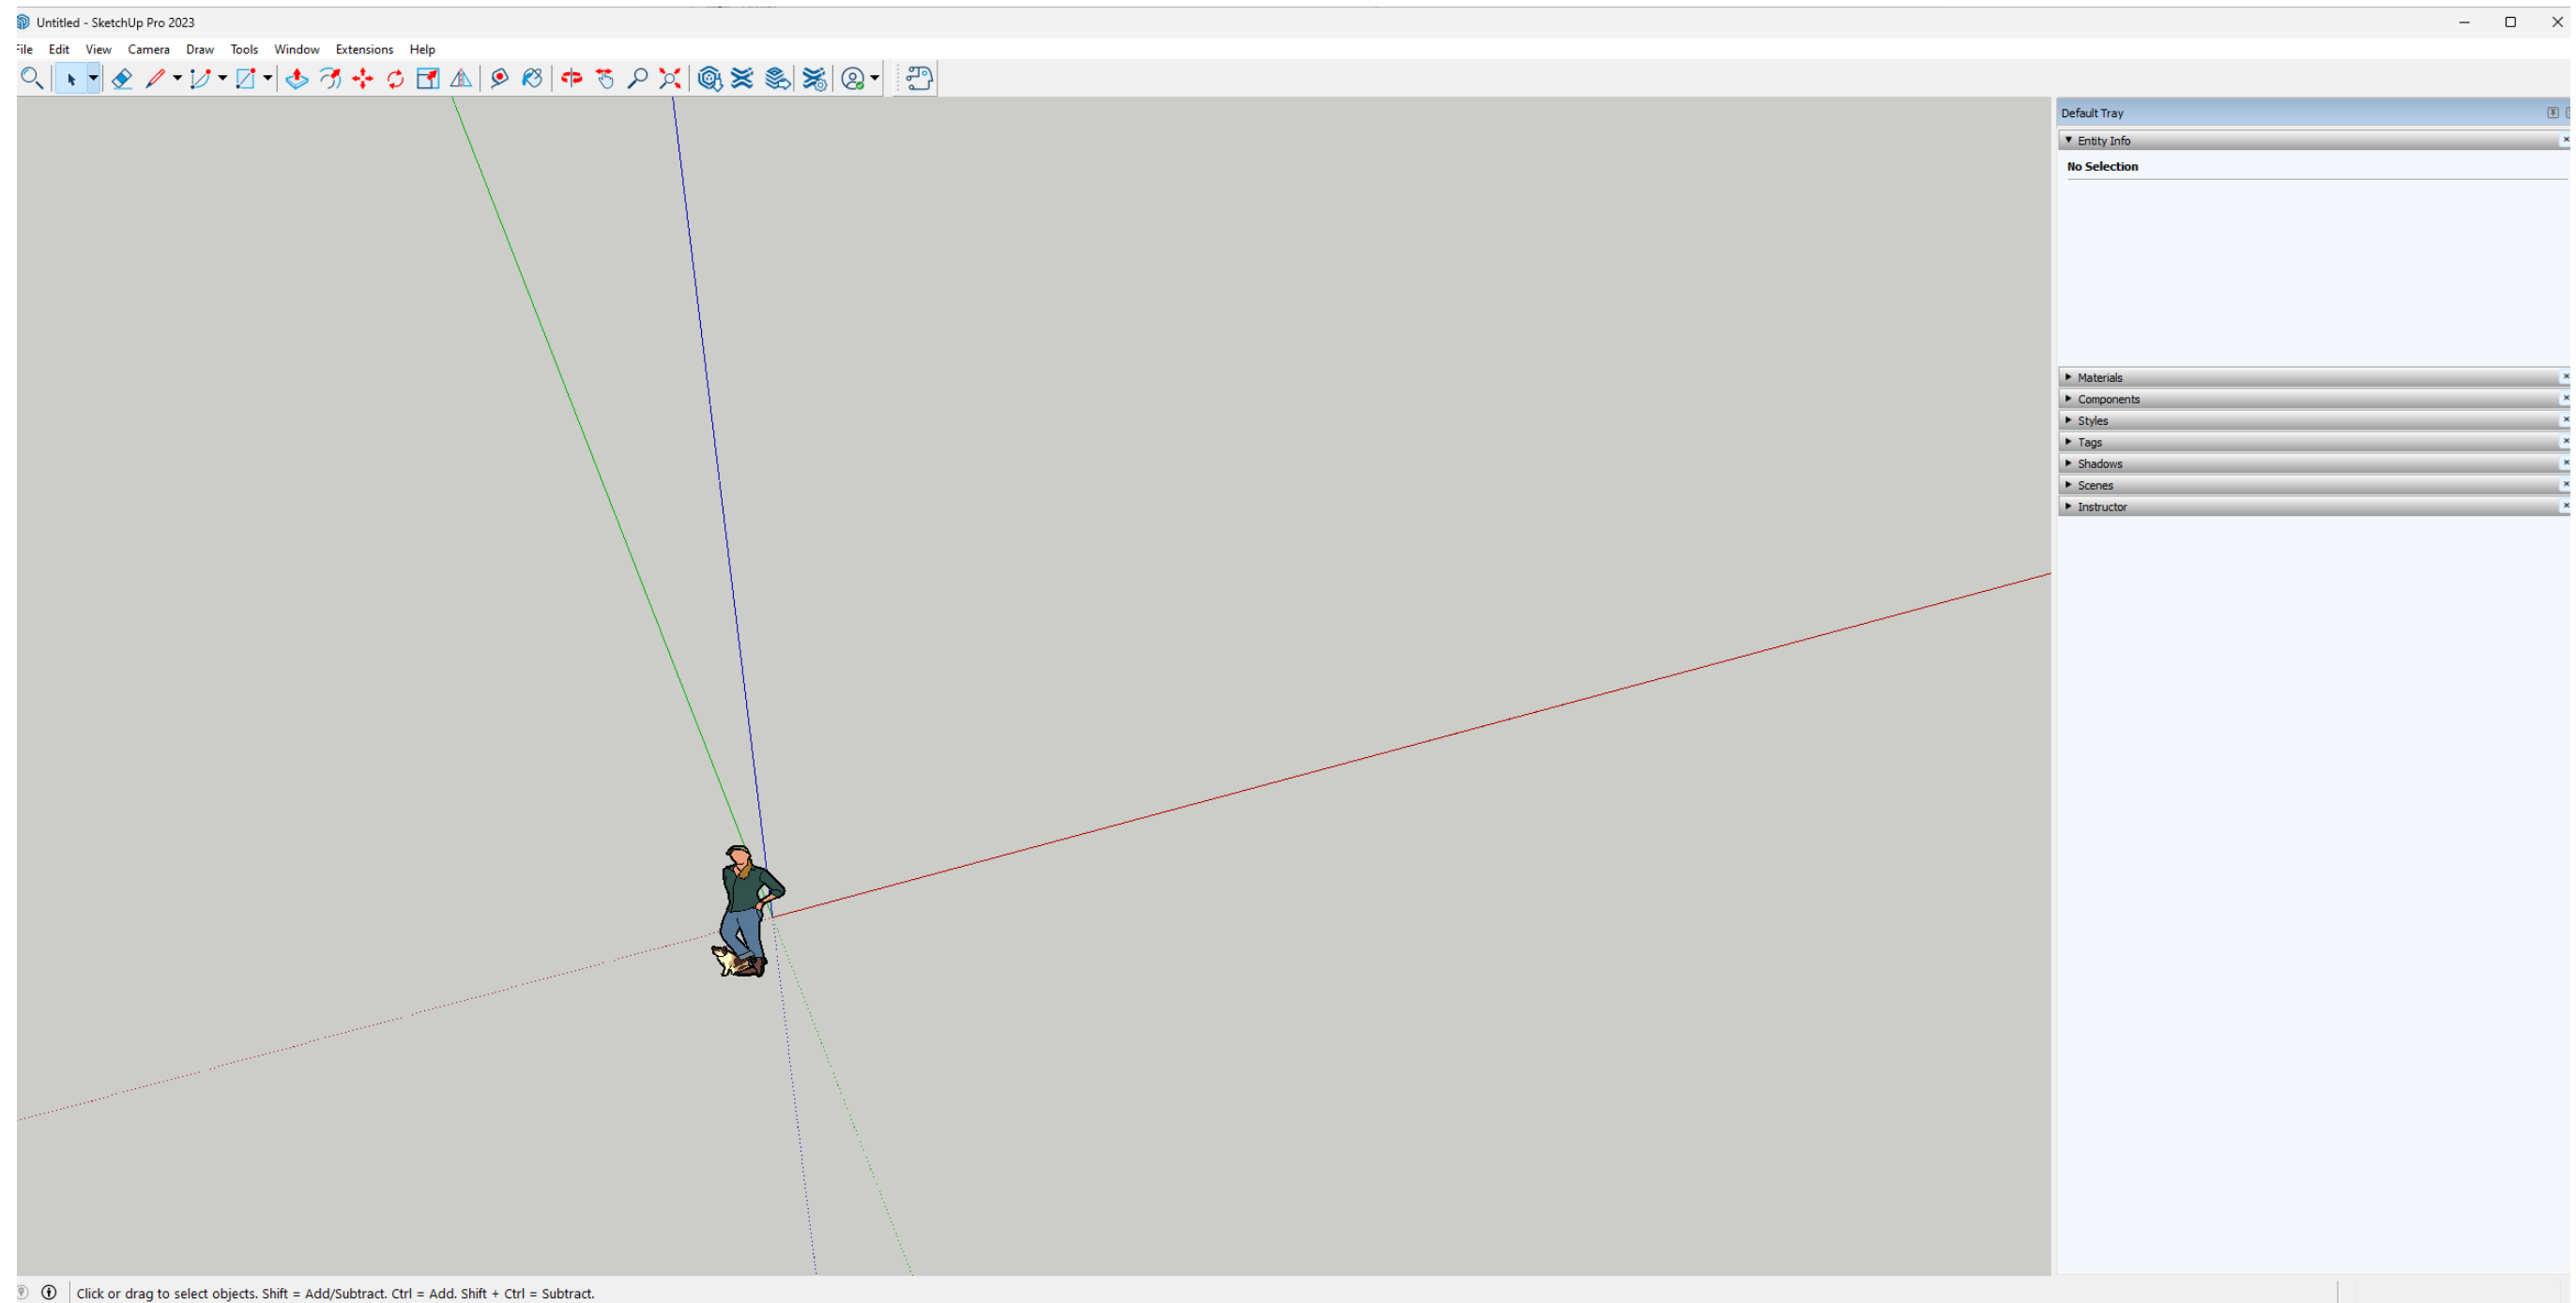 Untitled - SketchUp Pro 2023
File Edit View Camera Draw Tools Window Extensions Help
Default Tray
Entity Info
No Selection
Materials
Components
Styles
Tags
Shadows
Scenes
Instructor
Click or drag to select objects. Shift = Add/Subtract. Ctrl = Add. Shift + Ctrl = Subtract.